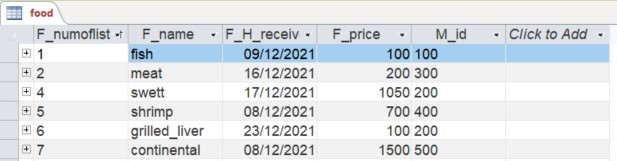 food
F_numoflist F_name F_H_receiv F_price M_id Click to Add
1 fish 09/12/2021 100 100
2 meat 16/12/2021 200 300
4 swett 17/12/2021 1050 200
5 shrimp 08/12/2021 700 400
6 grilled_liver 23/12/2021 100 200
7 continental 08/12/2021 1500 500